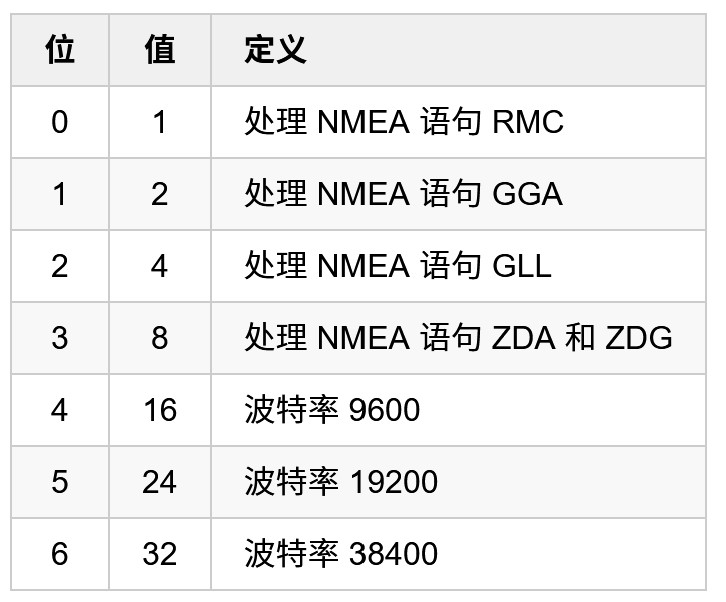 位 值 定义
0 1 处理 NMEA 语句 RMC
1 2 处理 NMEA 语句 GGA
2 4 处理 NMEA 语句 GLL
3 8 处理 NMEA 语句 ZDA 和 ZDG
4 16 波特率 9600
5 24 波特率 19200
6 32 波特率 38400